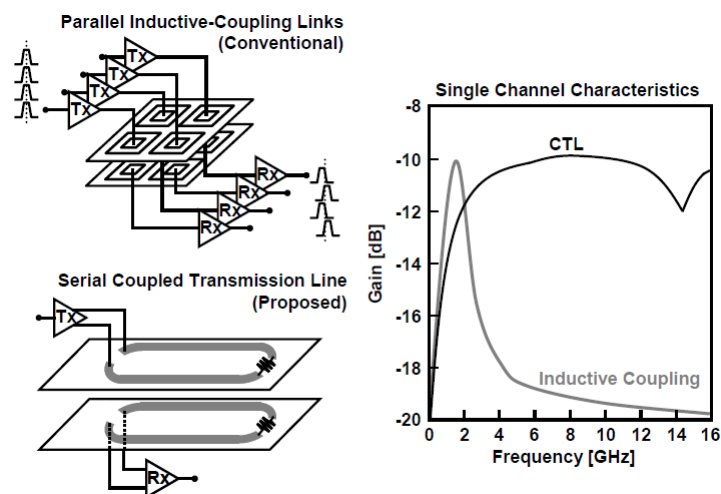 Parallel Inductive-Coupling Links
(Conventional)
Tx
Tx
Tx
Tx
Rx
Rx
Rx
Rx
Serial Coupled Transmission Line
(Proposed)
Tx
Rx
Single Channel Characteristics
-8
-10
-12
-14
-16
-18
-20
Gain [dB]
CTL
Inductive Coupling
0 2 4 6 8 10 12 14 16
Frequency [GHz]